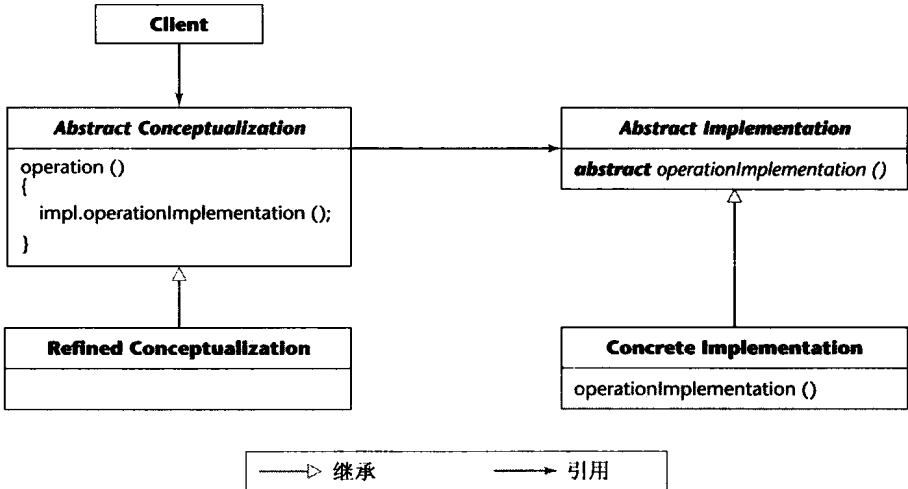 Client
Abstract Conceptualization
operation ()
{
impl.operationImplementation ();
}
Abstract Implementation
abstract operationImplementation ()
Refined Conceptualization
Concrete Implementation
operationImplementation ()
继承
引用